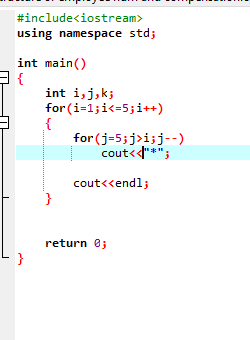 #include<iostream>
using namespace std;
int main()
{
int i,j,k;
for(i=1;i<=5;i++)
{
for(j=5;j>i;j--)
cout<<"*";
cout<<endl;
}
return 0;
}